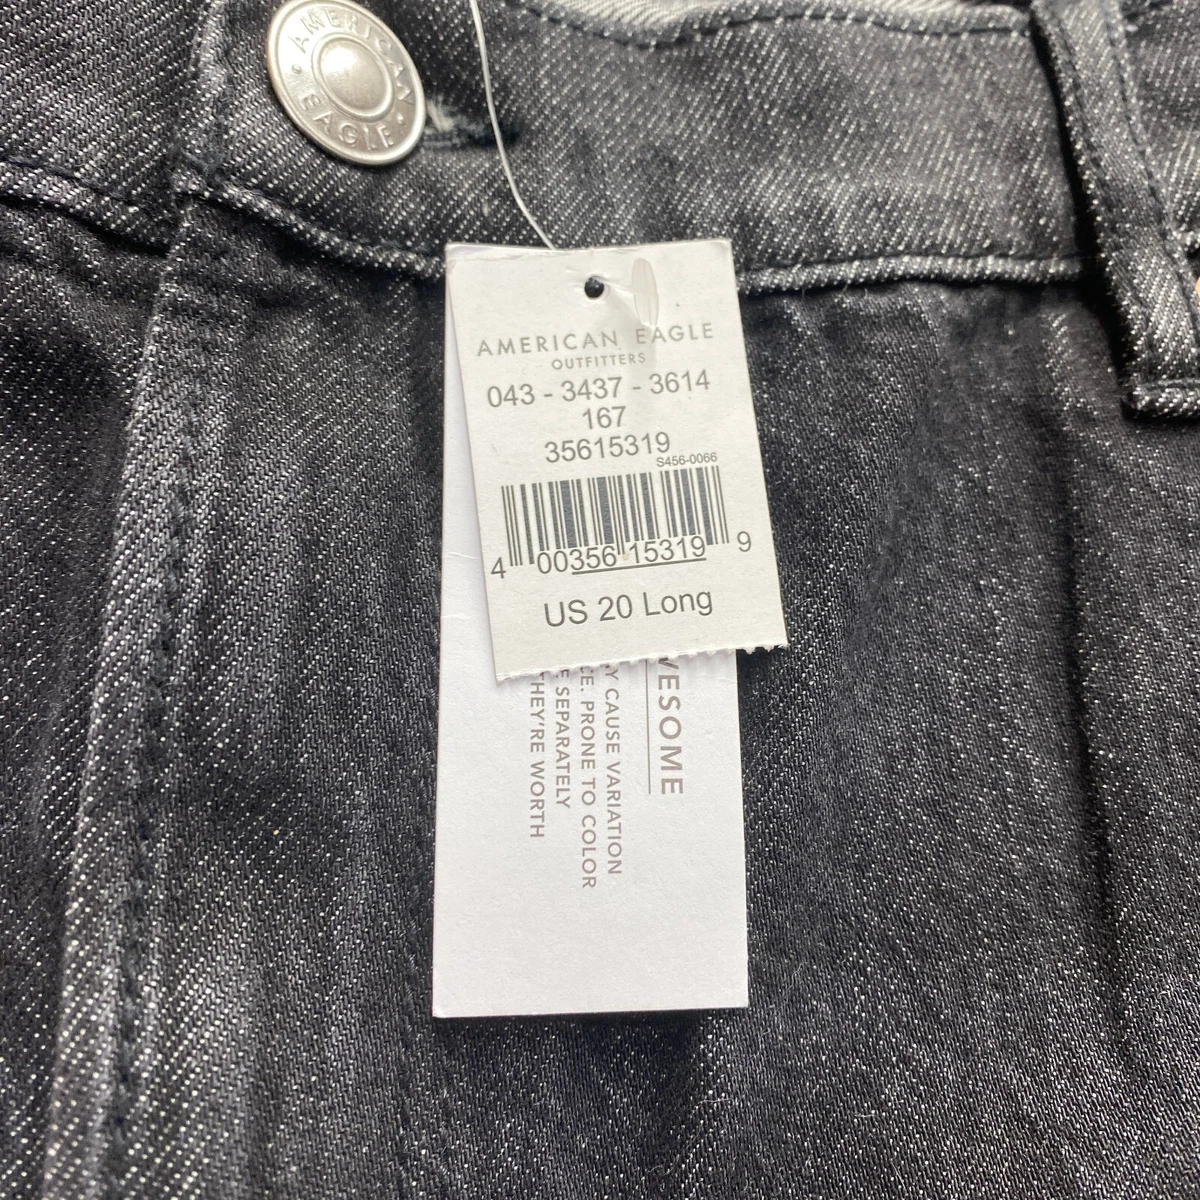 AMERICAN
EAGLE
AMERICAN EAGLE
OUTFITTERS
043 - 3437 - 3614
167
35615319
S456-0066
4 00356 15319 9
US 20 Long
CAUSE VARIATION
PRONE TO COLOR
SEPARATELY
THEY'RE WORTH